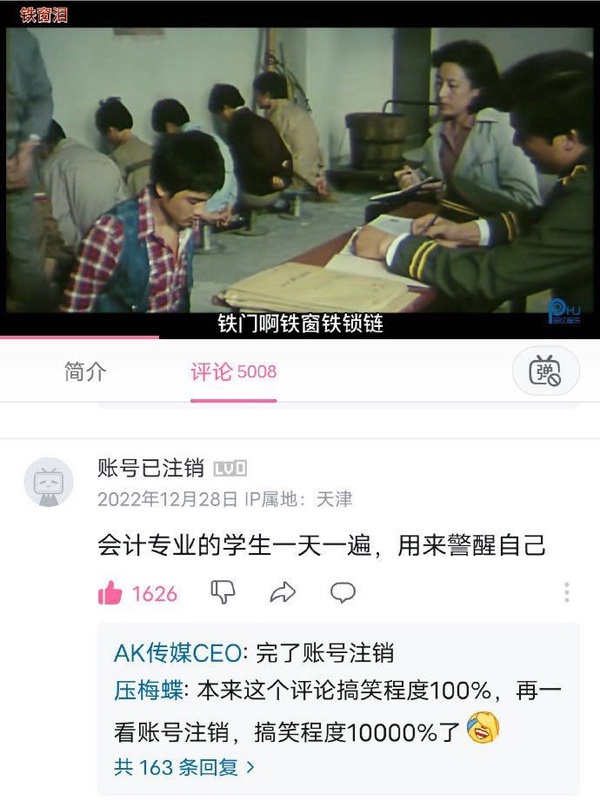 铁窗泪
铁门啊铁窗铁锁链
简介
评论 5008
弹
账号已注销 LV0
2022年12月28日 IP属地：天津
会计专业的学生一天一遍，用来警醒自己
1626
AK传媒CEO: 完了账号注销
压梅蝶: 本来这个评论搞笑程度100%，再一
看账号注销，搞笑程度10000%了
共 163 条回复 >